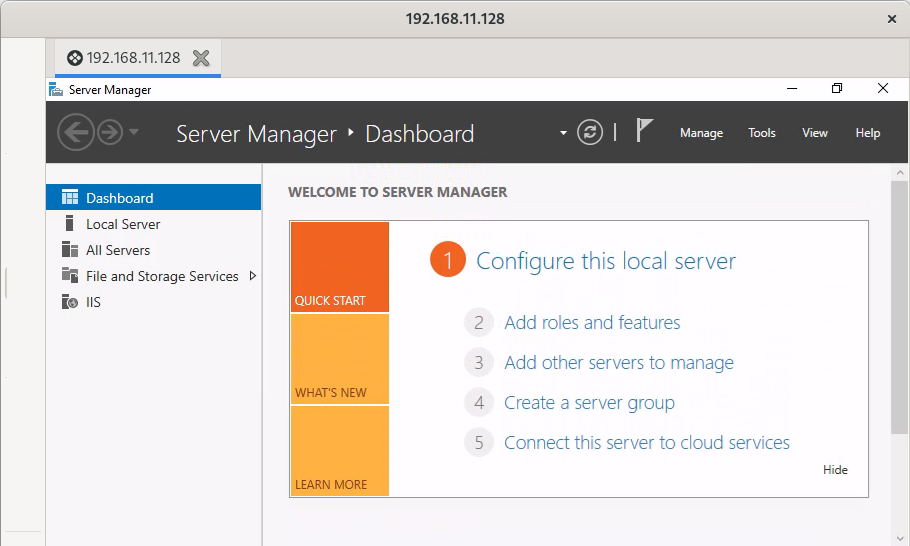 192.168.11.128
192.168.11.128
Server Manager
Server Manager Dashboard
Manage Tools View Help
Dashboard
Local Server
All Servers
File and Storage Services
IIS
WELCOME TO SERVER MANAGER
QUICK START
WHAT'S NEW
LEARN MORE
1 Configure this local server
2 Add roles and features
3 Add other servers to manage
4 Create a server group
5 Connect this server to cloud services
Hide